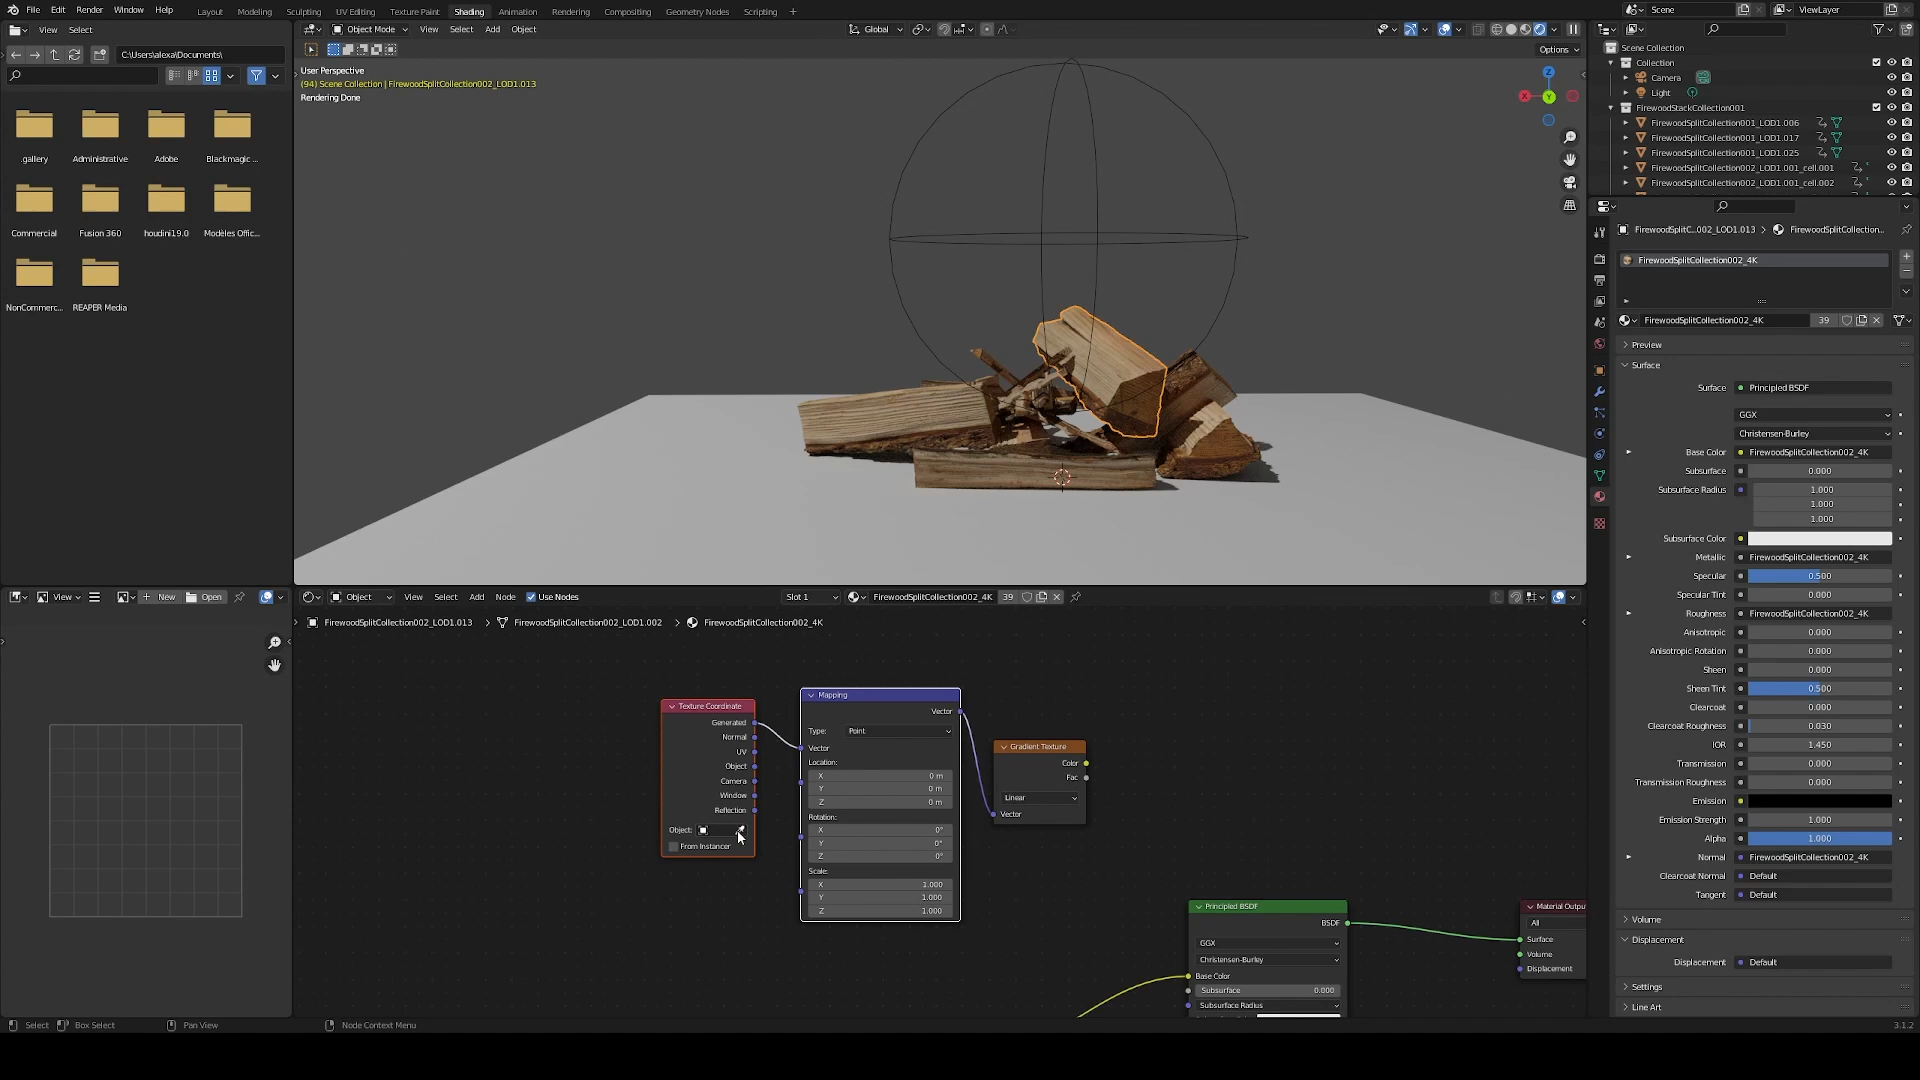 File Edit Render Window Help
Layout Modeling Sculpting UV Editing Texture Paint Shading Animation Rendering Compositing Geometry Nodes Scripting +
Scene
ViewLayer
View Select
C:\Users\alexa\Documents\
.gallery Administrative Adobe Blackmagic ...
Commercial Fusion 360 houdini19.0 Modèles Offic...
NonCommerc... REAPER Media
Object Mode View Select Add Object
Global
Options
User Perspective
(94) Scene Collection | FirewoodSplitCollection002_LOD1.013
Rendering Done
Z
X
Y
Scene Collection
Collection
Camera
Light
FirewoodStackCollection001
FirewoodSplitCollection001_LOD1.006
FirewoodSplitCollection001_LOD1.017
FirewoodSplitCollection001_LOD1.025
FirewoodSplitCollection002_LOD1.001_cell.001
FirewoodSplitCollection002_LOD1.001_cell.002
FirewoodSplitC...002_LOD1.013 > FirewoodSplitCollection...
FirewoodSplitCollection002_4K
FirewoodSplitCollection002_4K 39
Preview
Surface
Surface Principled BSDF
GGX
Christensen-Burley
Base Color FirewoodSplitCollection002_4K
Subsurface 0.000
Subsurface Radius 1.000
1.000
1.000
Subsurface Color
Metallic FirewoodSplitCollection002_4K
Specular 0.500
Specular Tint 0.000
Roughness FirewoodSplitCollection002_4K
Anisotropic 0.000
Anisotropic Rotation 0.000
Sheen 0.000
Sheen Tint 0.500
Clearcoat 0.000
Clearcoat Roughness 0.030
IOR 1.450
Transmission 0.000
Transmission Roughness 0.000
Emission
Emission Strength 1.000
Alpha 1.000
Normal FirewoodSplitCollection002_4K
Clearcoat Normal Default
Tangent Default
Volume
Displacement
Displacement Default
Settings
Line Art
View + New Open
Object View Select Add Node Use Nodes
Slot 1
FirewoodSplitCollection002_4K 39
FirewoodSplitCollection002_LOD1.013 > FirewoodSplitCollection002_LOD1.002 > FirewoodSplitCollection002_4K
Texture Coordinate
Generated
Normal
UV
Object
Camera
Window
Reflection
Object:
From Instancer
Mapping
Vector
Type: Point
Vector
Location:
X 0 m
Y 0 m
Z 0 m
Rotation:
X 0°
Y 0°
Z 0°
Scale:
X 1.000
Y 1.000
Z 1.000
Gradient Texture
Color
Fac
Linear
Vector
Principled BSDF
BSDF
GGX
Christensen-Burley
Base Color
Subsurface 0.000
Subsurface Radius
Material Outpu
All
Surface
Volume
Displacement
Select Box Select Pan View Node Context Menu
3.1.2